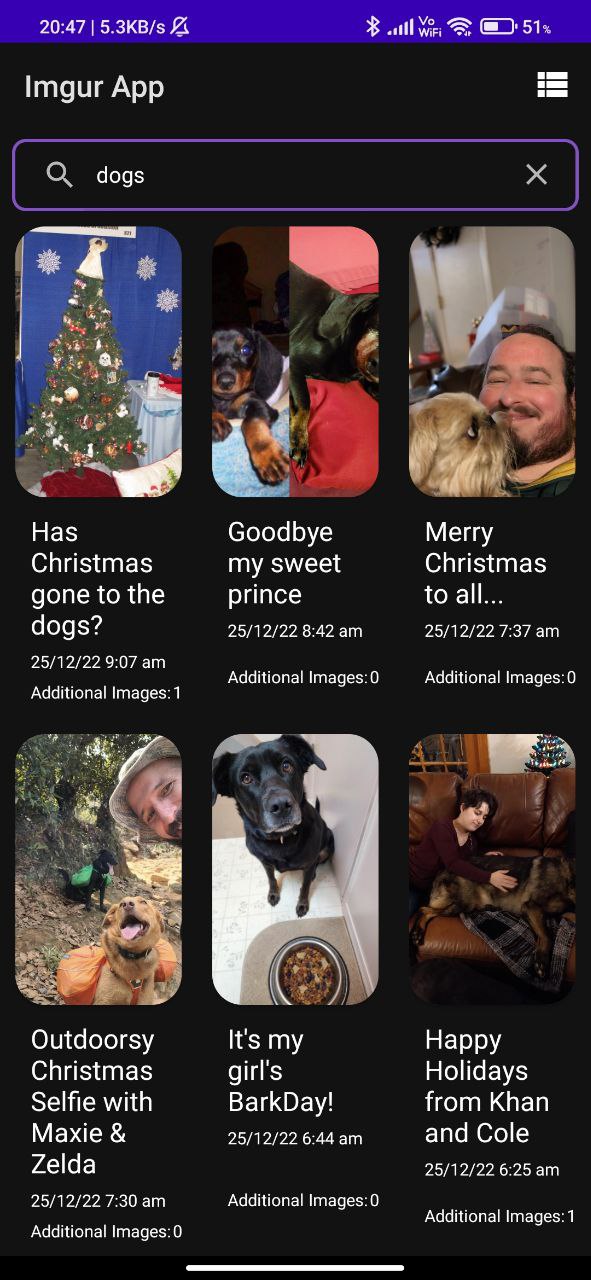 20:47 | 5.3KB/s
Vo
WiFi
51%
Imgur App
dogs
Has
Christmas
gone to the
dogs?
25/12/22 9:07 am
Additional Images: 1
Goodbye
my sweet
prince
25/12/22 8:42 am
Additional Images: 0
Merry
Christmas
to all...
25/12/22 7:37 am
Additional Images: 0
Outdoorsy
Christmas
Selfie with
Maxie &
Zelda
25/12/22 7:30 am
Additional Images: 0
It's my
girl's
BarkDay!
25/12/22 6:44 am
Additional Images: 0
Happy
Holidays
from Khan
and Cole
25/12/22 6:25 am
Additional Images: 1